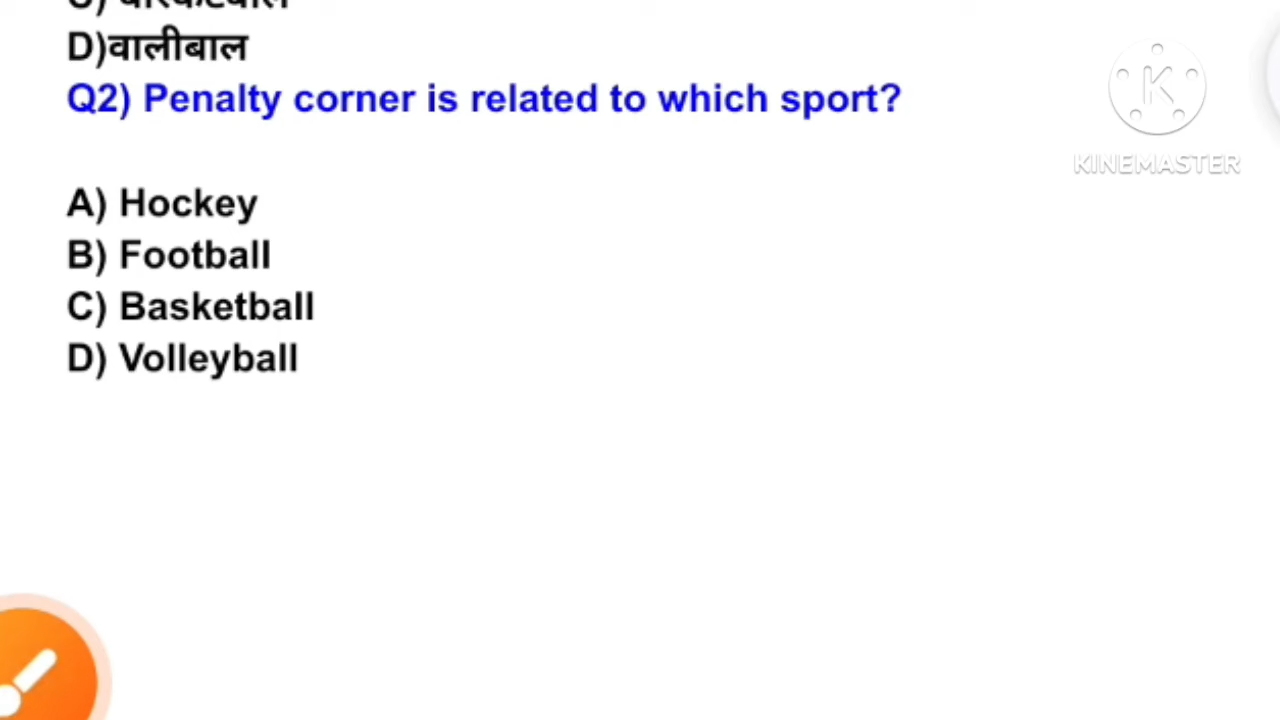 D)वालीबाल
Q2) Penalty corner is related to which sport?
A) Hockey
B) Football
C) Basketball
D) Volleyball
K
KINEMASTER